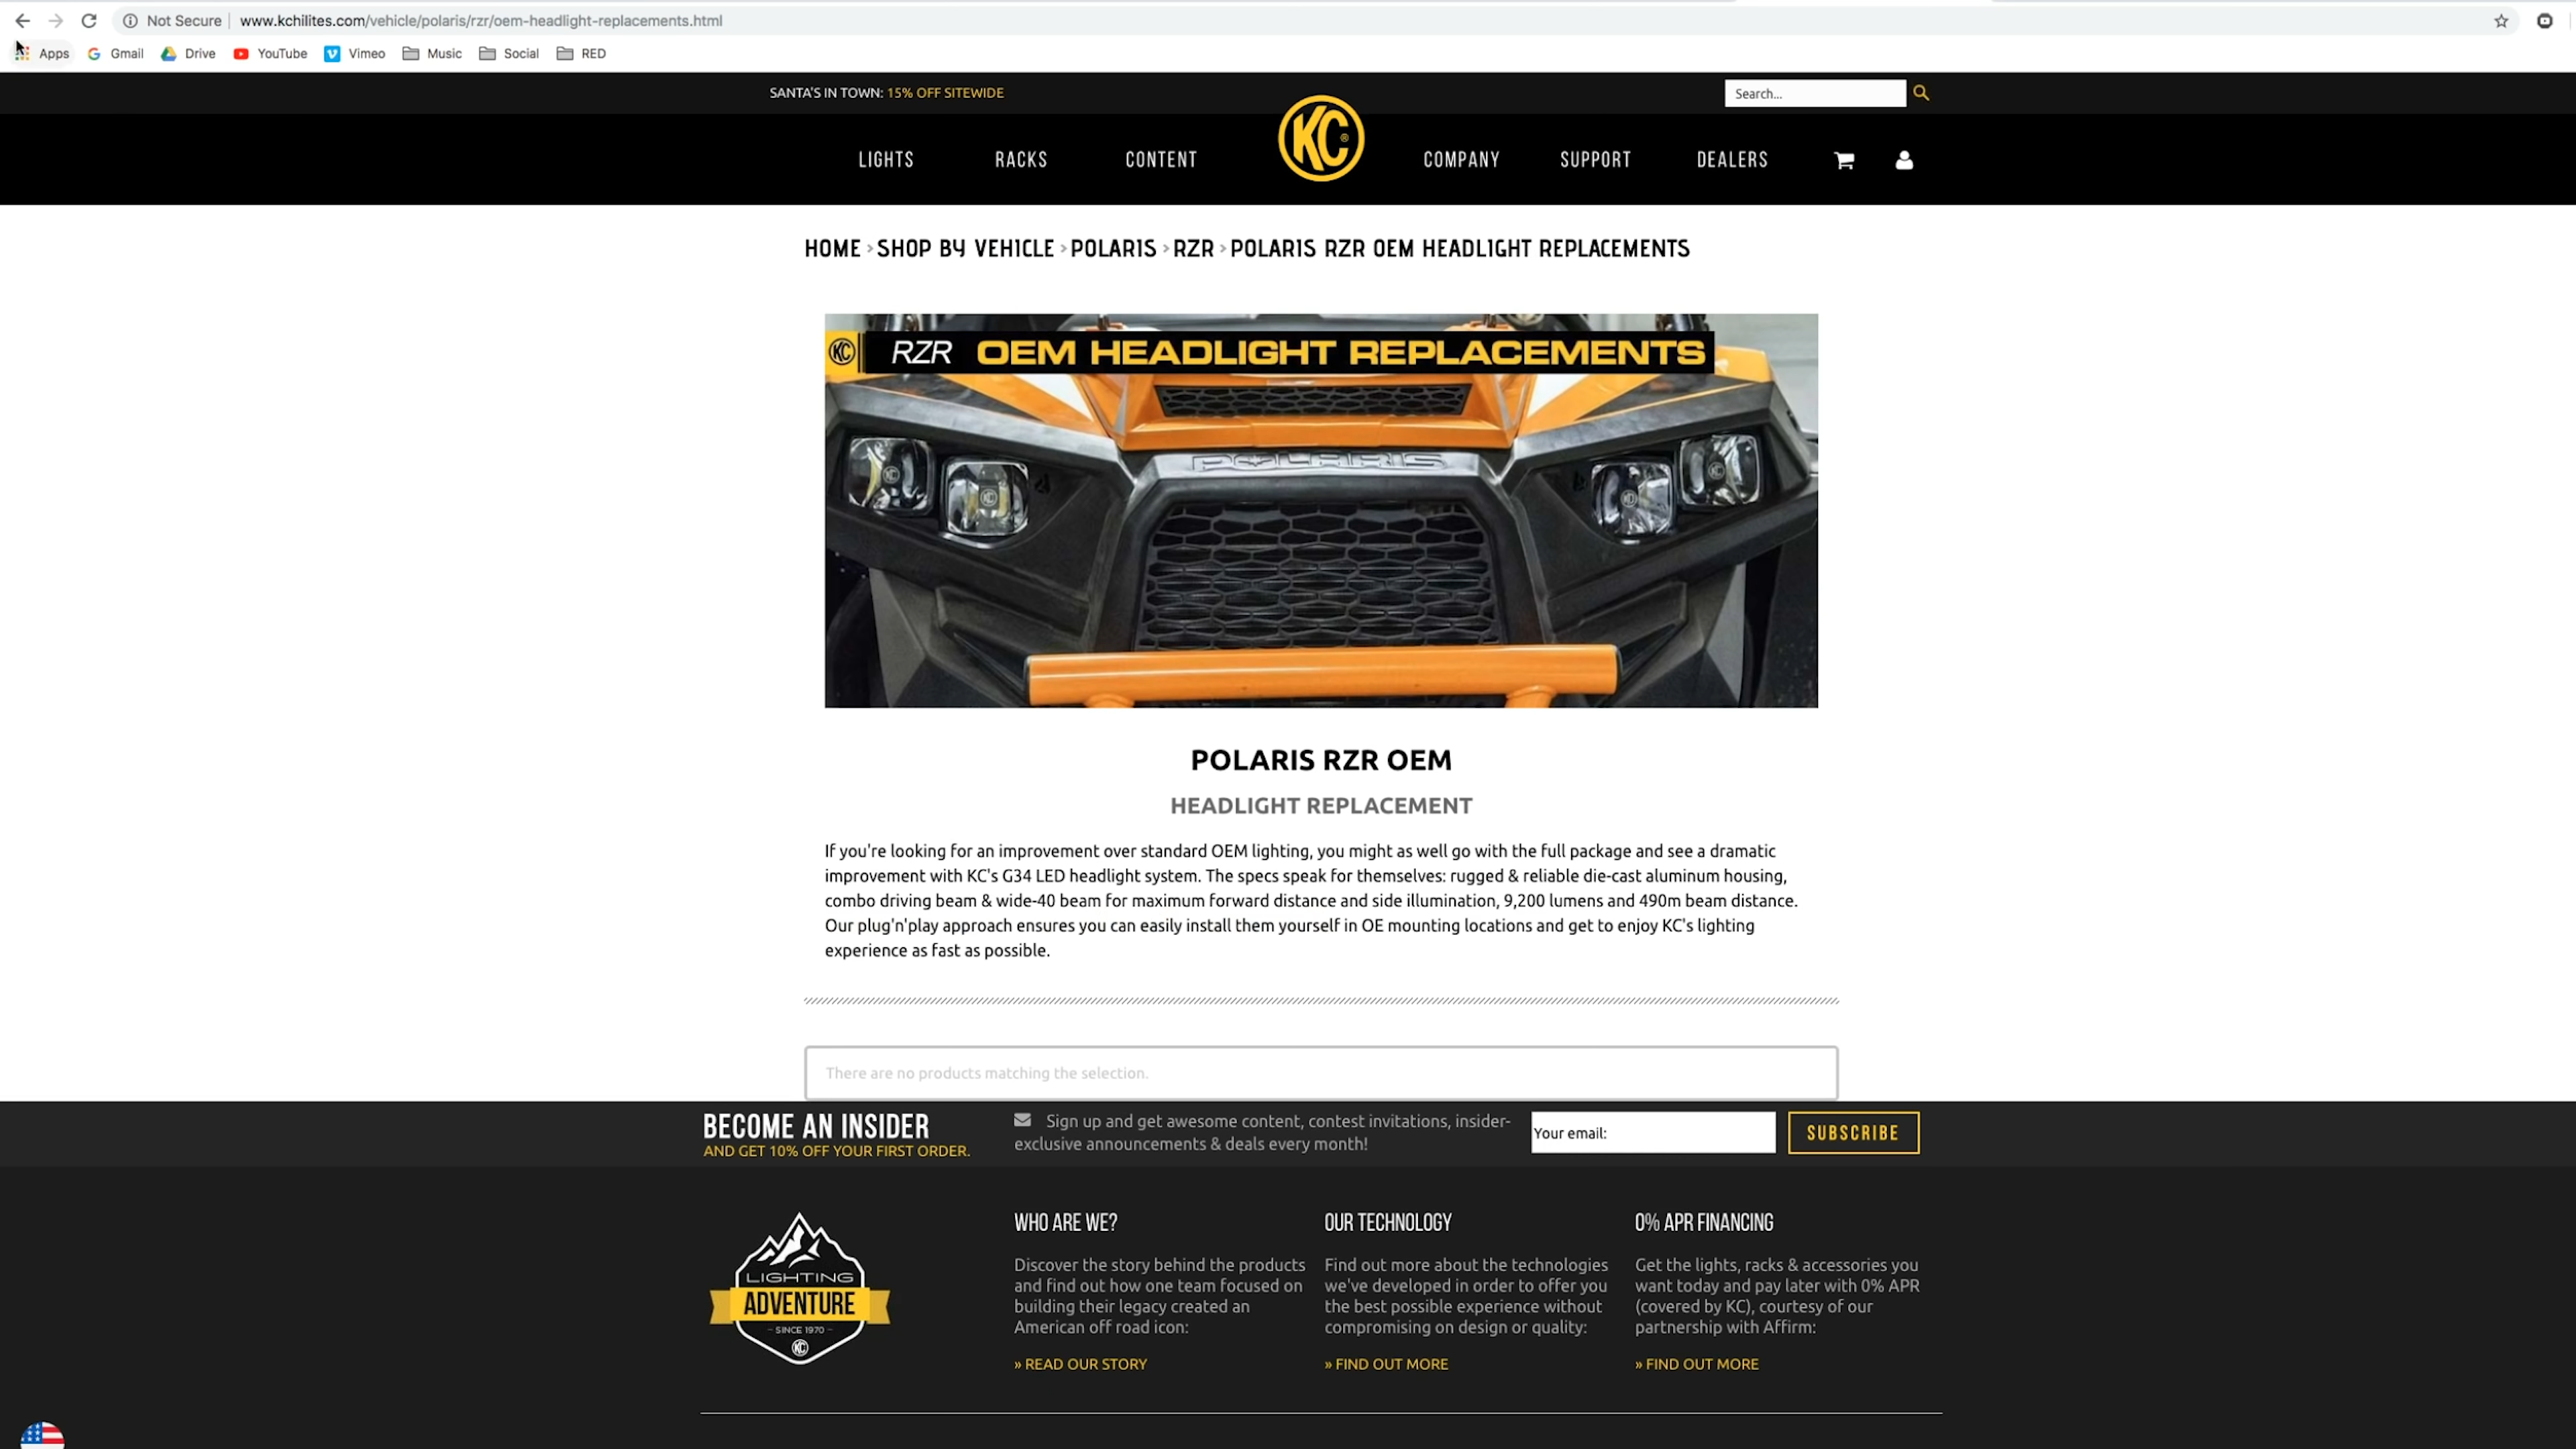 Not Secure www.kchilites.com/vehicle/polaris/rzr/oem-headlight-replacements.html
Apps Gmail Drive YouTube Vimeo Music Social RED
SANTA'S IN TOWN: 15% OFF SITEWIDE
Search...
LIGHTS RACKS CONTENT KC® COMPANY SUPPORT DEALERS
HOME > SHOP BY VEHICLE > POLARIS > RZR > POLARIS RZR OEM HEADLIGHT REPLACEMENTS
KC RZR OEM HEADLIGHT REPLACEMENTS
POLARIS
KC KC KC KC
POLARIS RZR OEM
HEADLIGHT REPLACEMENT
If you're looking for an improvement over standard OEM lighting, you might as well go with the full package and see a dramatic
improvement with KC's G34 LED headlight system. The specs speak for themselves: rugged & reliable die-cast aluminum housing,
combo driving beam & wide-40 beam for maximum forward distance and side illumination, 9,200 lumens and 490m beam distance.
Our plug'n'play approach ensures you can easily install them yourself in OE mounting locations and get to enjoy KC's lighting
experience as fast as possible.
There are no products matching the selection.
BECOME AN INSIDER
AND GET 10% OFF YOUR FIRST ORDER.
Sign up and get awesome content, contest invitations, insider-
exclusive announcements & deals every month!
Your email:
SUBSCRIBE
LIGHTING
ADVENTURE
- SINCE 1970 -
KC
WHO ARE WE?
Discover the story behind the products
and find out how one team focused on
building their legacy created an
American off road icon:
» READ OUR STORY
OUR TECHNOLOGY
Find out more about the technologies
we've developed in order to offer you
the best possible experience without
compromising on design or quality:
» FIND OUT MORE
0% APR FINANCING
Get the lights, racks & accessories you
want today and pay later with 0% APR
(covered by KC), courtesy of our
partnership with Affirm:
» FIND OUT MORE